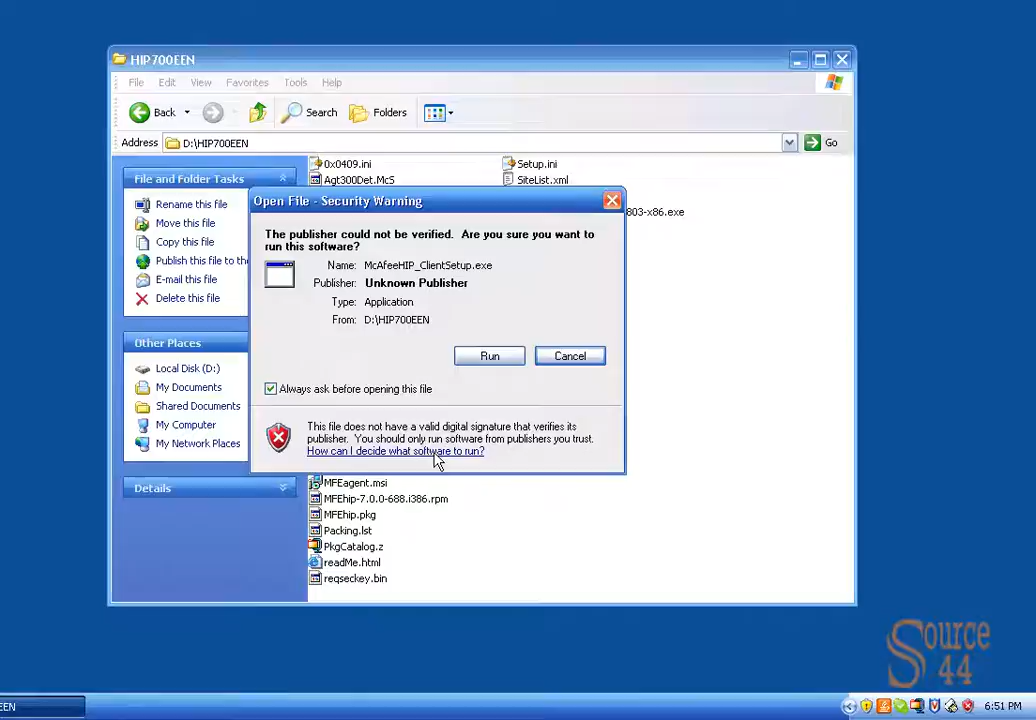 HIP700EEN
File Edit View Favorites Tools Help
Back Search Folders
Address D:\HIP700EEN Go
File and Folder Tasks
Rename this file
Move this file
Copy this file
Publish this file to the
E-mail this file
Delete this file
Other Places
Local Disk (D:)
My Documents
Shared Documents
My Computer
My Network Places
Details
0x0409.ini Setup.ini
Agt300Det.McS SiteList.xml
803-x86.exe
Open File - Security Warning
The publisher could not be verified. Are you sure you want to
run this software?
Name: McAfeeHIP_ClientSetup.exe
Publisher: Unknown Publisher
Type: Application
From: D:\HIP700EEN
Run Cancel
Always ask before opening this file
This file does not have a valid digital signature that verifies its
publisher. You should only run software from publishers you trust.
How can I decide what software to run?
MFEagent.msi
MFEhip-7.0.0-688.i386.rpm
MFEhip.pkg
Packing.lst
PkgCatalog.z
readMe.html
reqseckey.bin
Source
44
EEN 6:51 PM